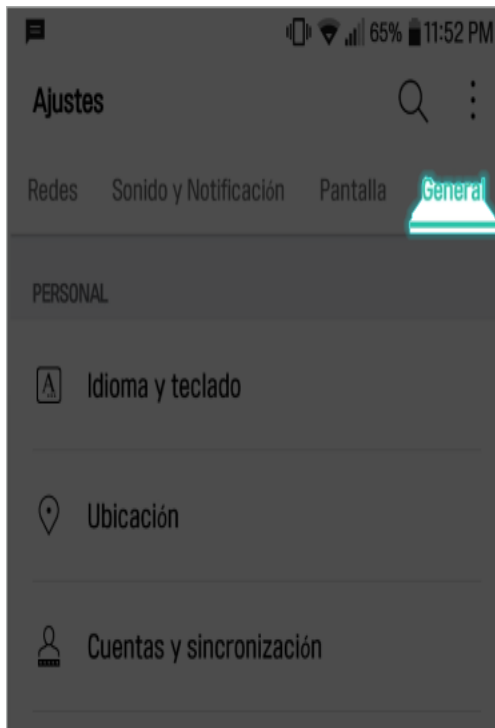 65% 11:52 PM
Ajustes
Redes Sonido y Notificación Pantalla General
PERSONAL
Idioma y teclado
Ubicación
Cuentas y sincronización